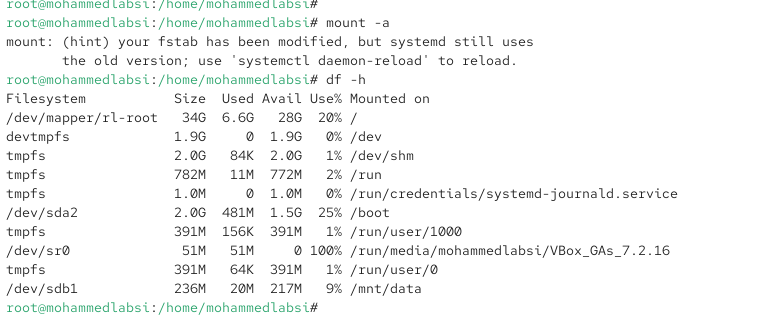 root@mohammedlabsi:/home/mohammedlabsi#
root@mohammedlabsi:/home/mohammedlabsi# mount -a
mount: (hint) your fstab has been modified, but systemd still uses
       the old version; use 'systemctl daemon-reload' to reload.
root@mohammedlabsi:/home/mohammedlabsi# df -h
Filesystem           Size  Used Avail Use% Mounted on
/dev/mapper/rl-root   34G  6.6G   28G  20% /
devtmpfs             1.9G     0  1.9G   0% /dev
tmpfs                2.0G   84K  2.0G   1% /dev/shm
tmpfs                782M   11M  772M   2% /run
tmpfs                1.0M     0  1.0M   0% /run/credentials/systemd-journald.service
/dev/sda2            2.0G  481M  1.5G  25% /boot
tmpfs                391M  156K  391M   1% /run/user/1000
/dev/sr0              51M   51M     0 100% /run/media/mohammedlabsi/VBox_GAs_7.2.16
tmpfs                391M   64K  391M   1% /run/user/0
/dev/sdb1            236M   20M  217M   9% /mnt/data
root@mohammedlabsi:/home/mohammedlabsi#